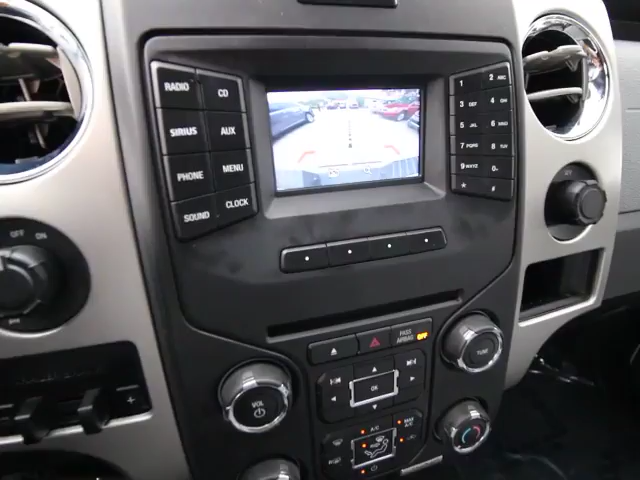 RADIO
CD
SIRIUS
AUX
PHONE
MENU
SOUND
CLOCK
2 ABC
3 DEF
4 GHI
5 JKL
6 MNO
7 PQRS
8 TUV
9 WXYZ
0-
*
#
OFF ON
PASS AIRBAG OFF
VOL
TUNE
OK
A/C
MAX A/C
+